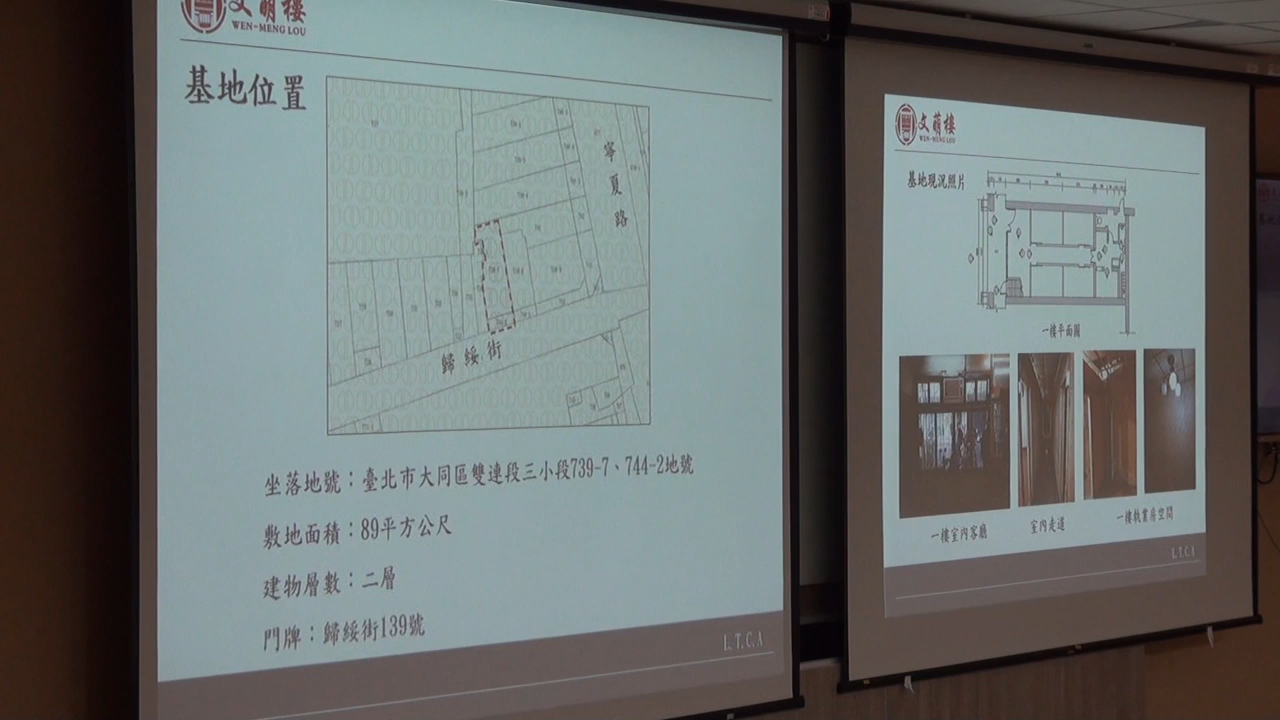 文萌樓
WEN-MENG LOU
基地位置
寧夏路
歸綏街
坐落地號：臺北市大同區雙連段三小段739-7、744-2地號
敷地面積：89平方公尺
建物層數：二層
門牌：歸綏街139號
L.T.C.A
文萌樓
WEN-MENG LOU
基地現況照片
一樓平面圖
一樓室內客廳
室內走道
一樓執業房空間
L.T.C.A